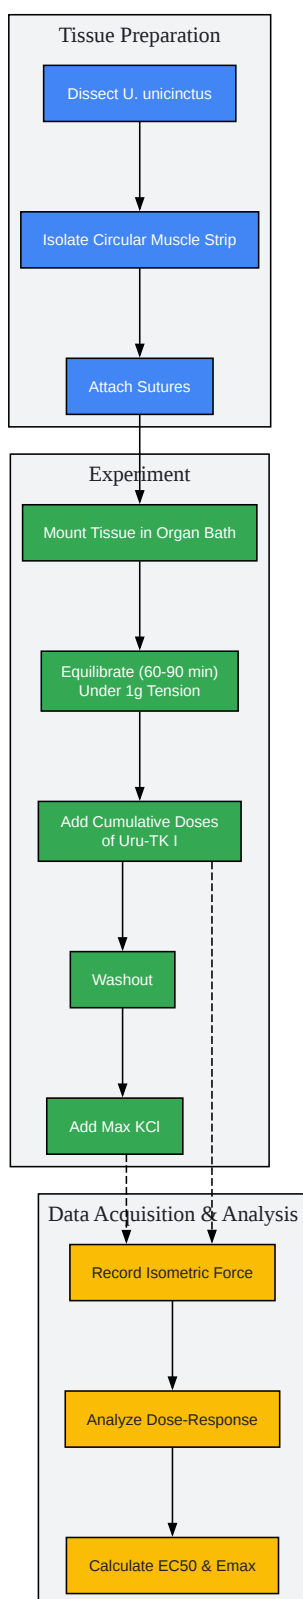 Tissue Preparation
Dissect U. unicinctus
Isolate Circular Muscle Strip
Attach Sutures
Experiment
Mount Tissue in Organ Bath
Equilibrate (60-90 min)
Under 1g Tension
Add Cumulative Doses
of Uru-TK I
Washout
Add Max KCl
Data Acquisition & Analysis
Record Isometric Force
Analyze Dose-Response
Calculate EC50 & Emax